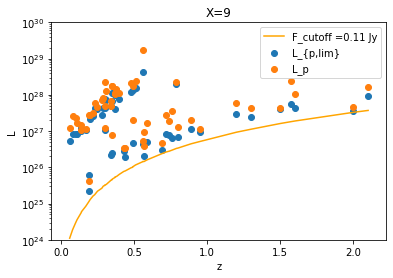 X=9
10^30
10^29
10^28
10^27
10^26
10^25
10^24
L
F_cutoff =0.11 Jy
L_{p,lim}
L_p
0.0 0.5 1.0 1.5 2.0
z